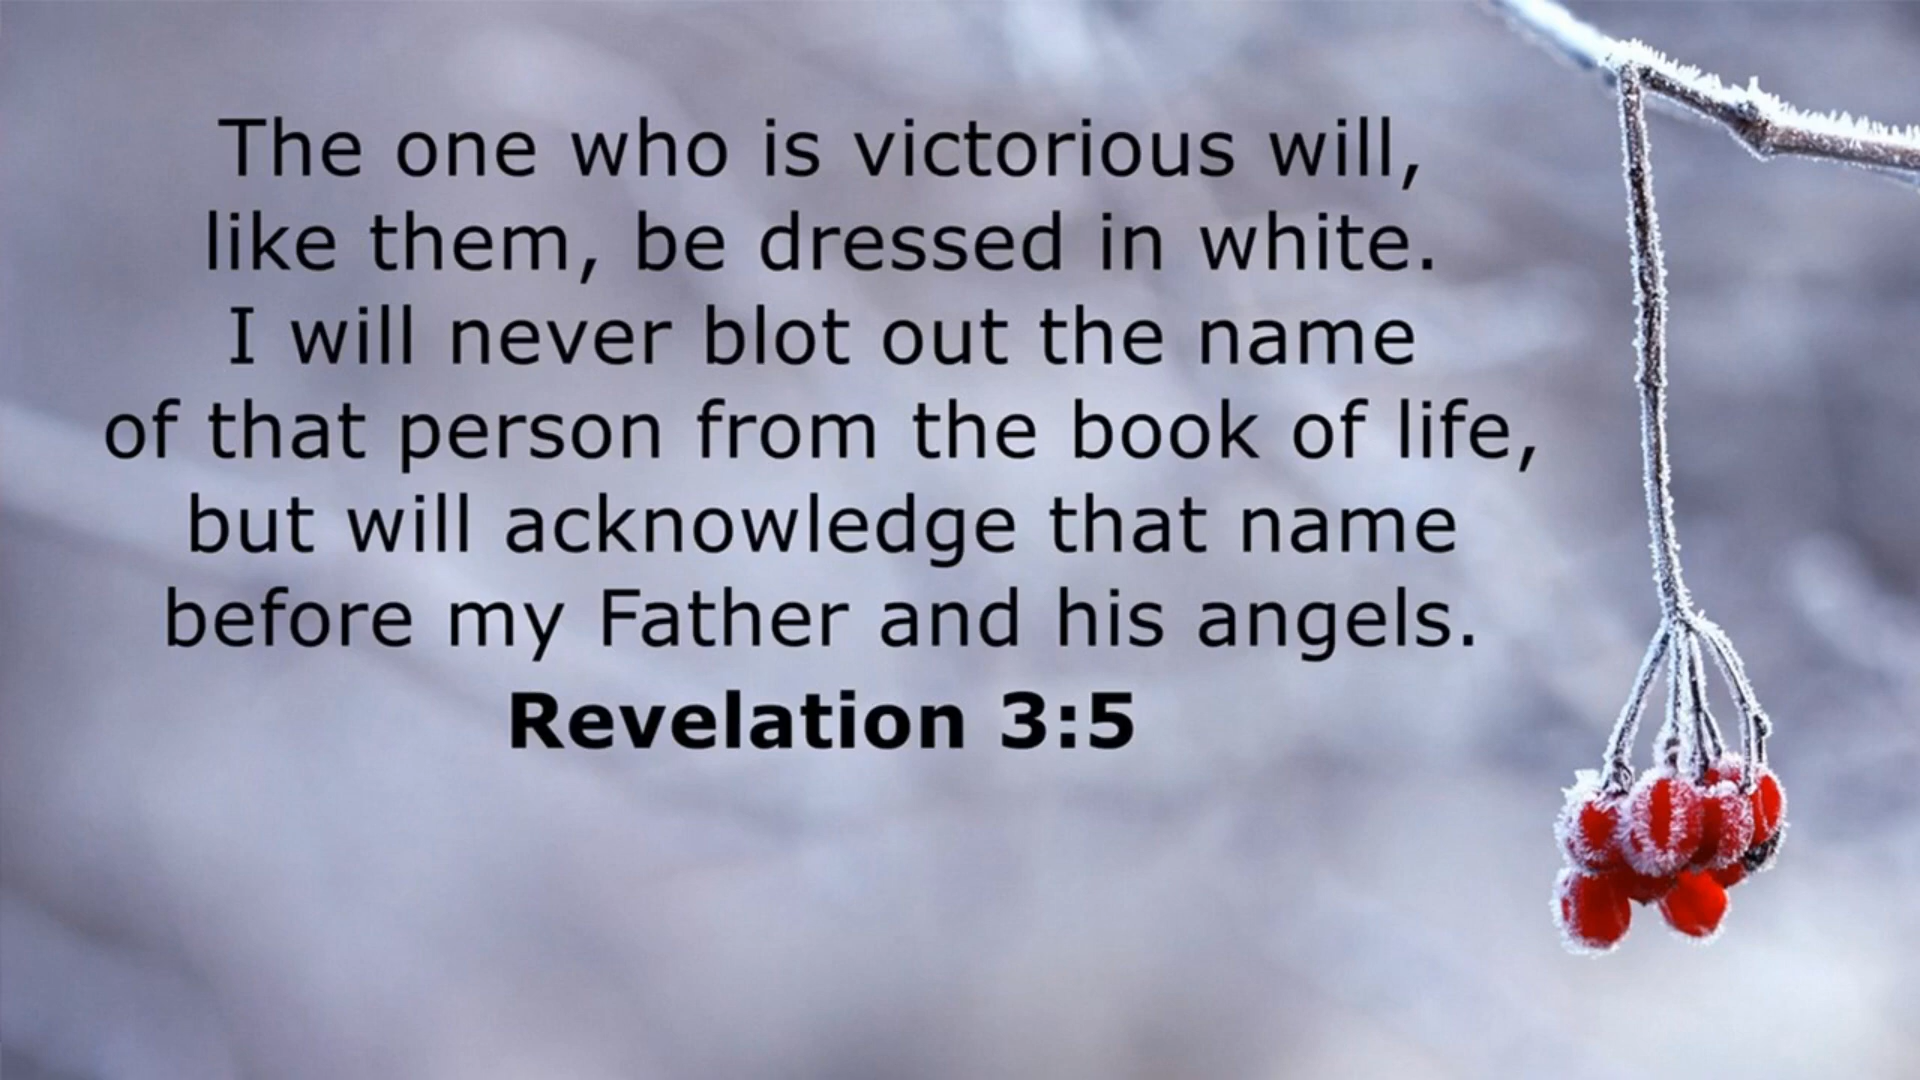 The one who is victorious will,
like them, be dressed in white.
I will never blot out the name
of that person from the book of life,
but will acknowledge that name
before my Father and his angels.
Revelation 3:5